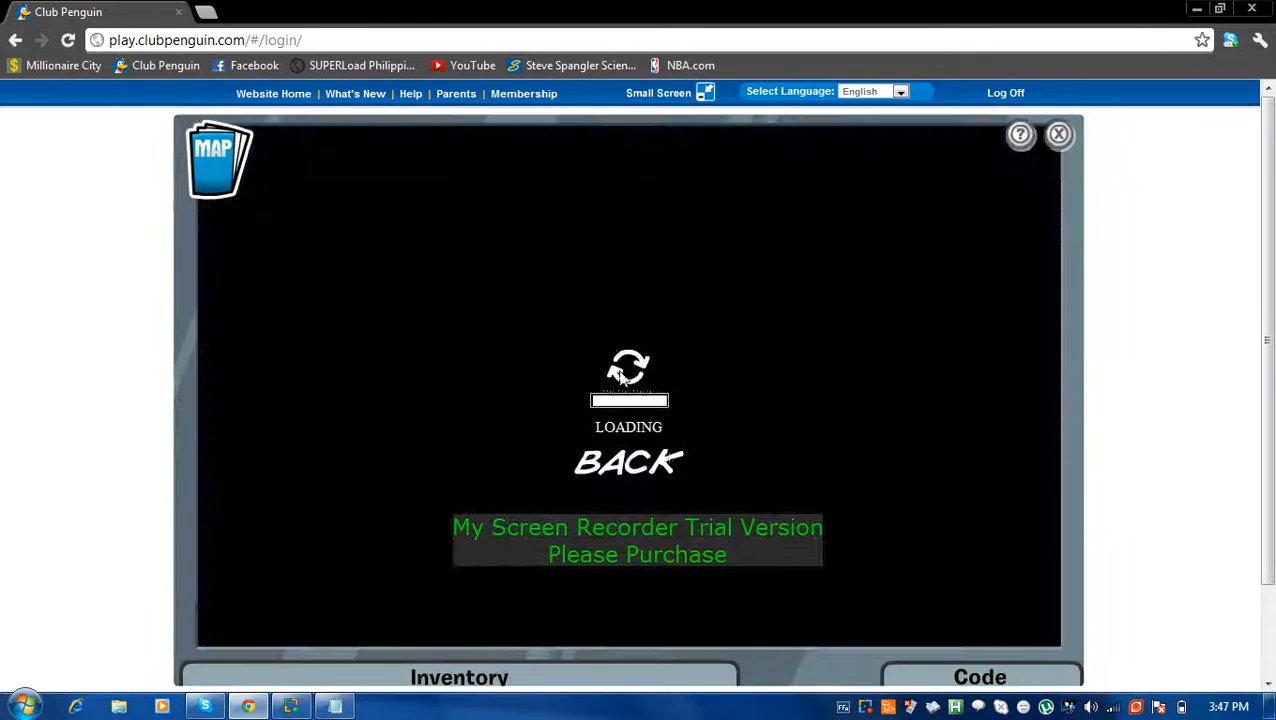 Club Penguin
play.clubpenguin.com/#/login/
Millionaire City Club Penguin Facebook SUPERLoad Philippi... YouTube Steve Spangler Scien... NBA.com
Website Home | What's New | Help | Parents | Membership Small Screen Select Language: English Log Off
MAP
? X
LOADING
BACK
My Screen Recorder Trial Version
Please Purchase
Inventory Code
3:47 PM